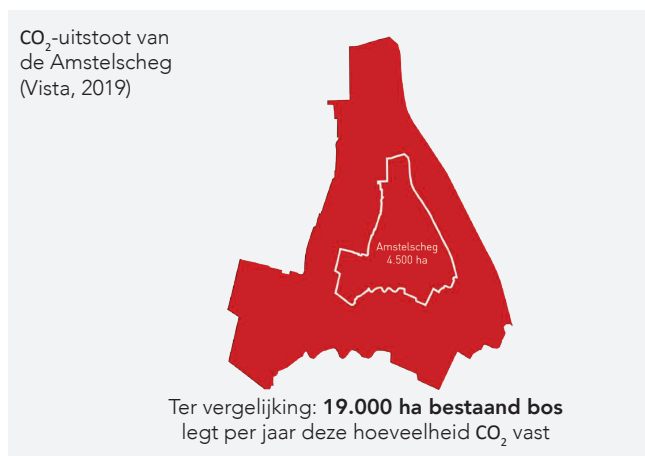 CO₂-uitstoot van
de Amstelscheg
(Vista, 2019)
Amstelscheg
4.500 ha
Ter vergelijking: 19.000 ha bestaand bos
legt per jaar deze hoeveelheid CO₂ vast